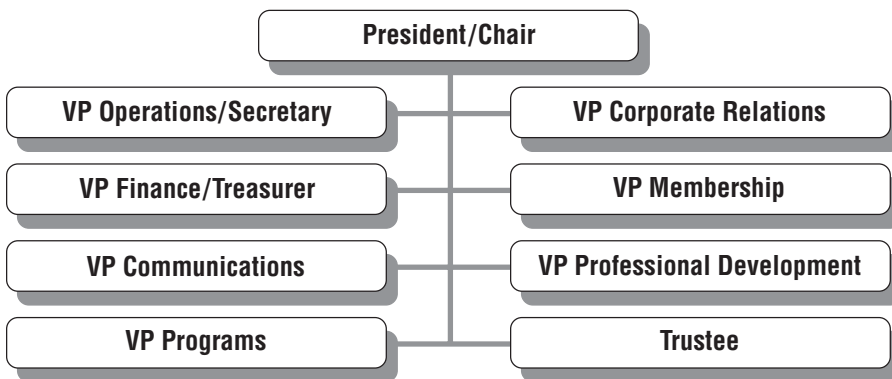 President/Chair
VP Operations/Secretary
VP Corporate Relations
VP Finance/Treasurer
VP Membership
VP Communications
VP Professional Development
VP Programs
Trustee